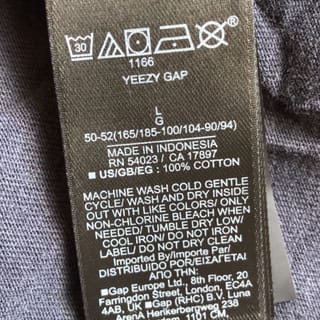 30
1166
YEEZY GAP
L
G
50-52(165/185-100/104-90/94)
MADE IN INDONESIA
RN 54023 / CA 17897
■ US/GB/EG : 100% COTTON
MACHINE WASH COLD GENTLE
CYCLE/ WASH AND DRY INSIDE
OUT WITH LIKE COLORS/ ONLY
NON-CHLORINE BLEACH WHEN
NEEDED/ TUMBLE DRY LOW/
COOL IRON/ DO NOT IRON
LABEL/ DO NOT DRY CLEAN
Imported By/Importe Par/
DISTRIBUIDO POR/ΕΙΣΑΓΕΤΑΙ
ΑΠΟ ΤΗΝ:
■Gap Europe Ltd., 8th Floor, 20
Farringdon Street, London, EC4A
4AB, UK ■Gap (RHC) B.V. Luna
ArenA Herikerbergweg 238
1101 CM